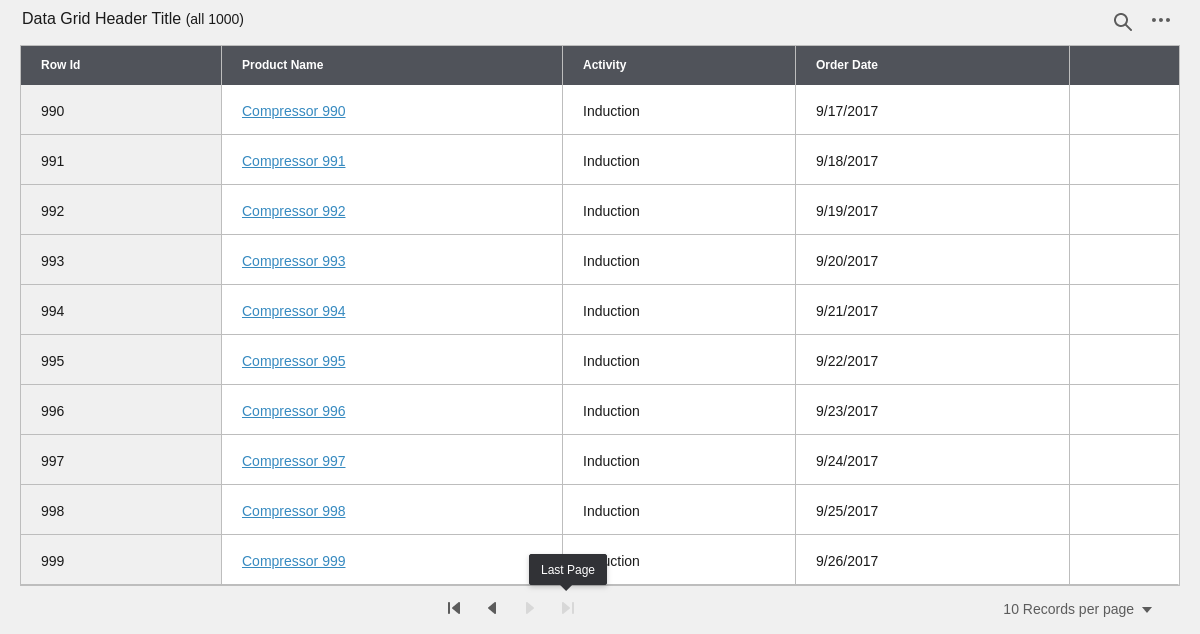 Data Grid Header Title (all 1000)
Row Id Product Name Activity Order Date
990 Compressor 990 Induction 9/17/2017
991 Compressor 991 Induction 9/18/2017
992 Compressor 992 Induction 9/19/2017
993 Compressor 993 Induction 9/20/2017
994 Compressor 994 Induction 9/21/2017
995 Compressor 995 Induction 9/22/2017
996 Compressor 996 Induction 9/23/2017
997 Compressor 997 Induction 9/24/2017
998 Compressor 998 Induction 9/25/2017
999 Compressor 999 9/26/2017
Last Page
10 Records per page